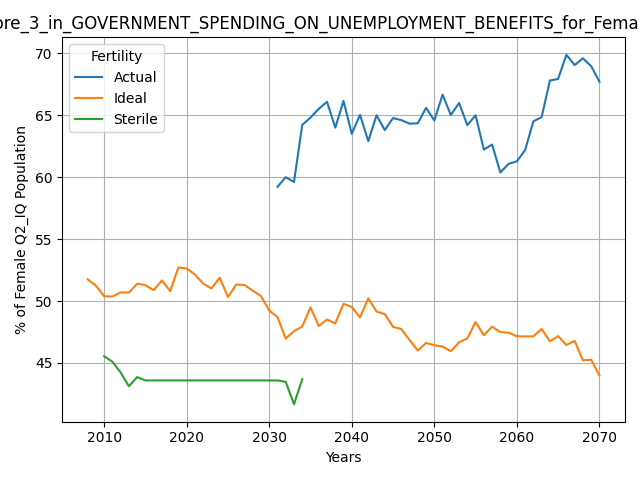 ore_3_in_GOVERNMENT_SPENDING_ON_UNEMPLOYMENT_BENEFITS_for_Fema
Fertility
Actual
Ideal
Sterile
% of Female Q2_IQ Population
70
65
60
55
50
45
2010 2020 2030 2040 2050 2060 2070
Years